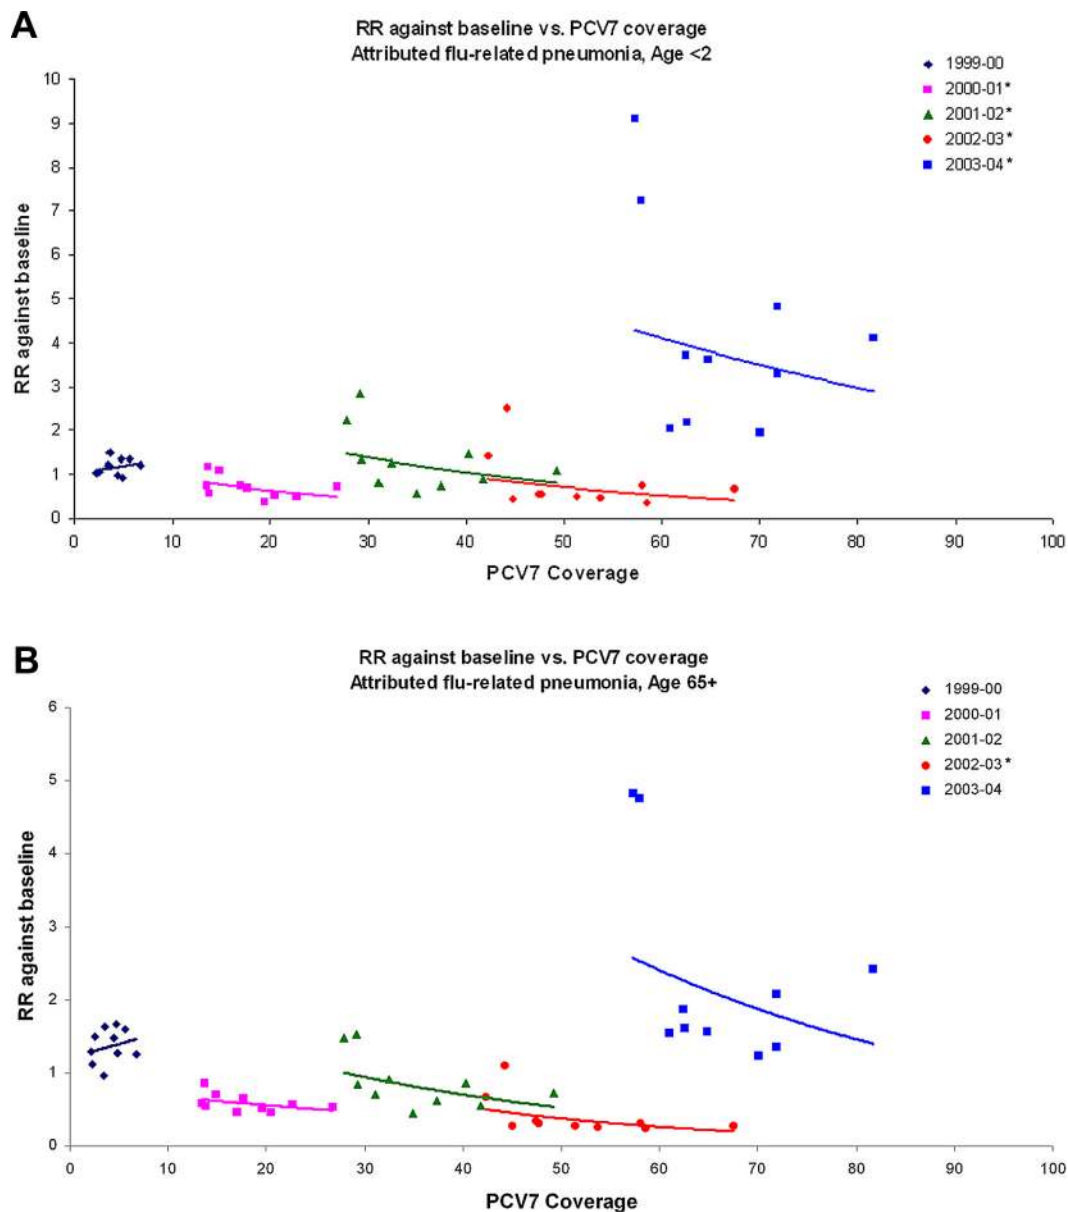 A
RR against baseline vs. PCV7 coverage
Attributed flu-related pneumonia, Age <2
1999-00
2000-01*
2001-02*
2002-03*
2003-04*
10
9
8
7
6
5
4
3
2
1
0
RR against baseline
0 10 20 30 40 50 60 70 80 90 100
PCV7 Coverage
B
RR against baseline vs. PCV7 coverage
Attributed flu-related pneumonia, Age 65+
1999-00
2000-01
2001-02
2002-03*
2003-04
6
5
4
3
2
1
0
RR against baseline
0 10 20 30 40 50 60 70 80 90 100
PCV7 Coverage